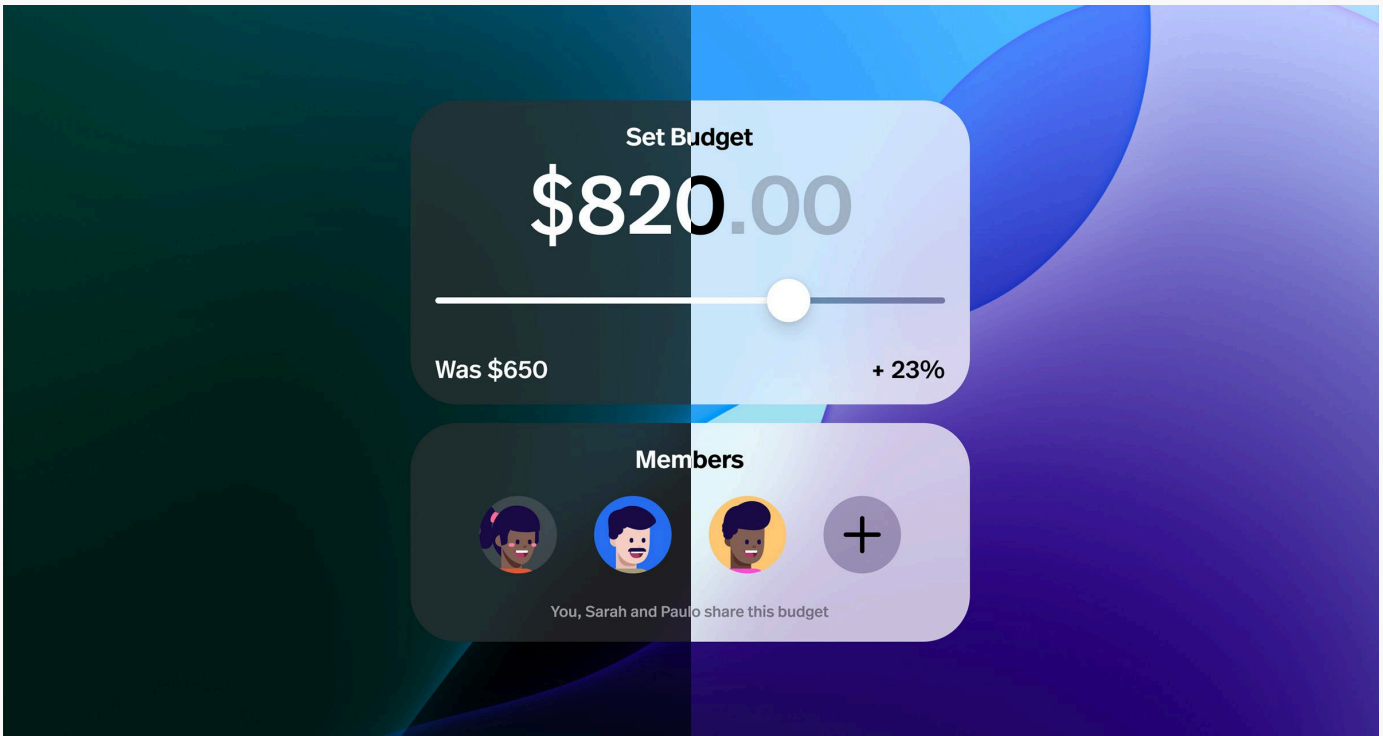 Set Budget
$820.00
Was $650
+ 23%
Members
You, Sarah and Paulo share this budget